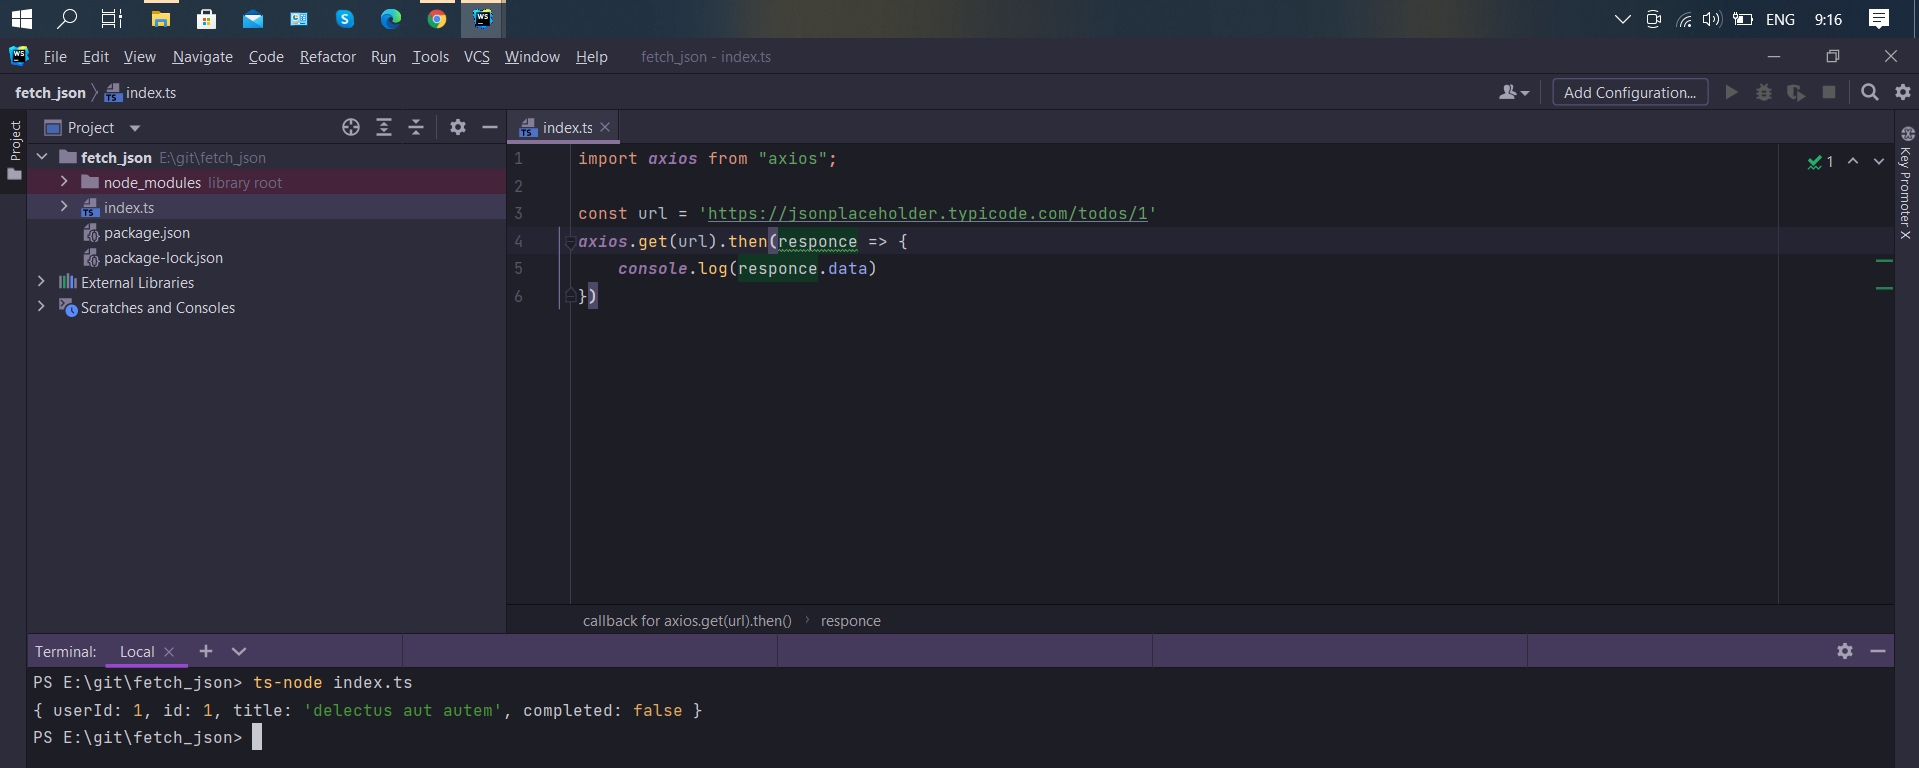 ENG 9:16
File Edit View Navigate Code Refactor Run Tools VCS Window Help fetch_json - index.ts
fetch_json index.ts
Add Configuration...
Project
Project
index.ts
fetch_json E:\git\fetch_json
node_modules library root
index.ts
package.json
package-lock.json
External Libraries
Scratches and Consoles
1 import axios from "axios";
2
3 const url = 'https://jsonplaceholder.typicode.com/todos/1'
4 axios.get(url).then(responce => {
5 console.log(responce.data)
6 })
1
Key Promoter X
callback for axios.get(url).then() › responce
Terminal: Local
PS E:\git\fetch_json> ts-node index.ts
{ userId: 1, id: 1, title: 'delectus aut autem', completed: false }
PS E:\git\fetch_json>